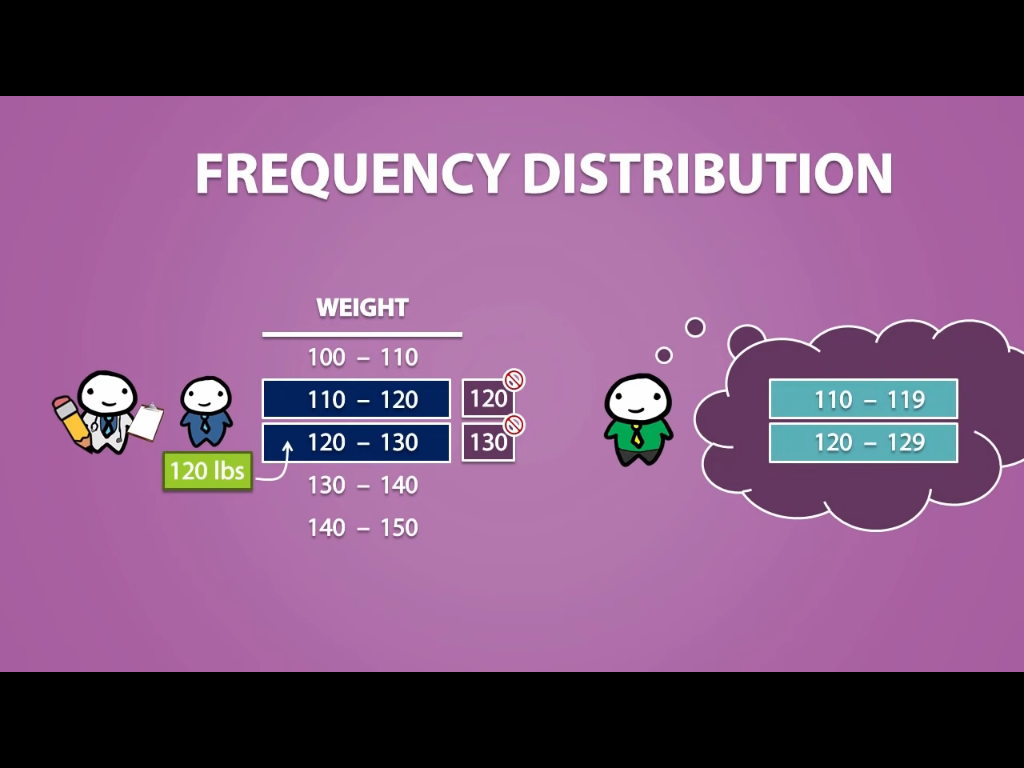 FREQUENCY DISTRIBUTION
WEIGHT
100 – 110
110 – 120
120
120 – 130
130
130 – 140
140 – 150
120 lbs
110 – 119
120 – 129